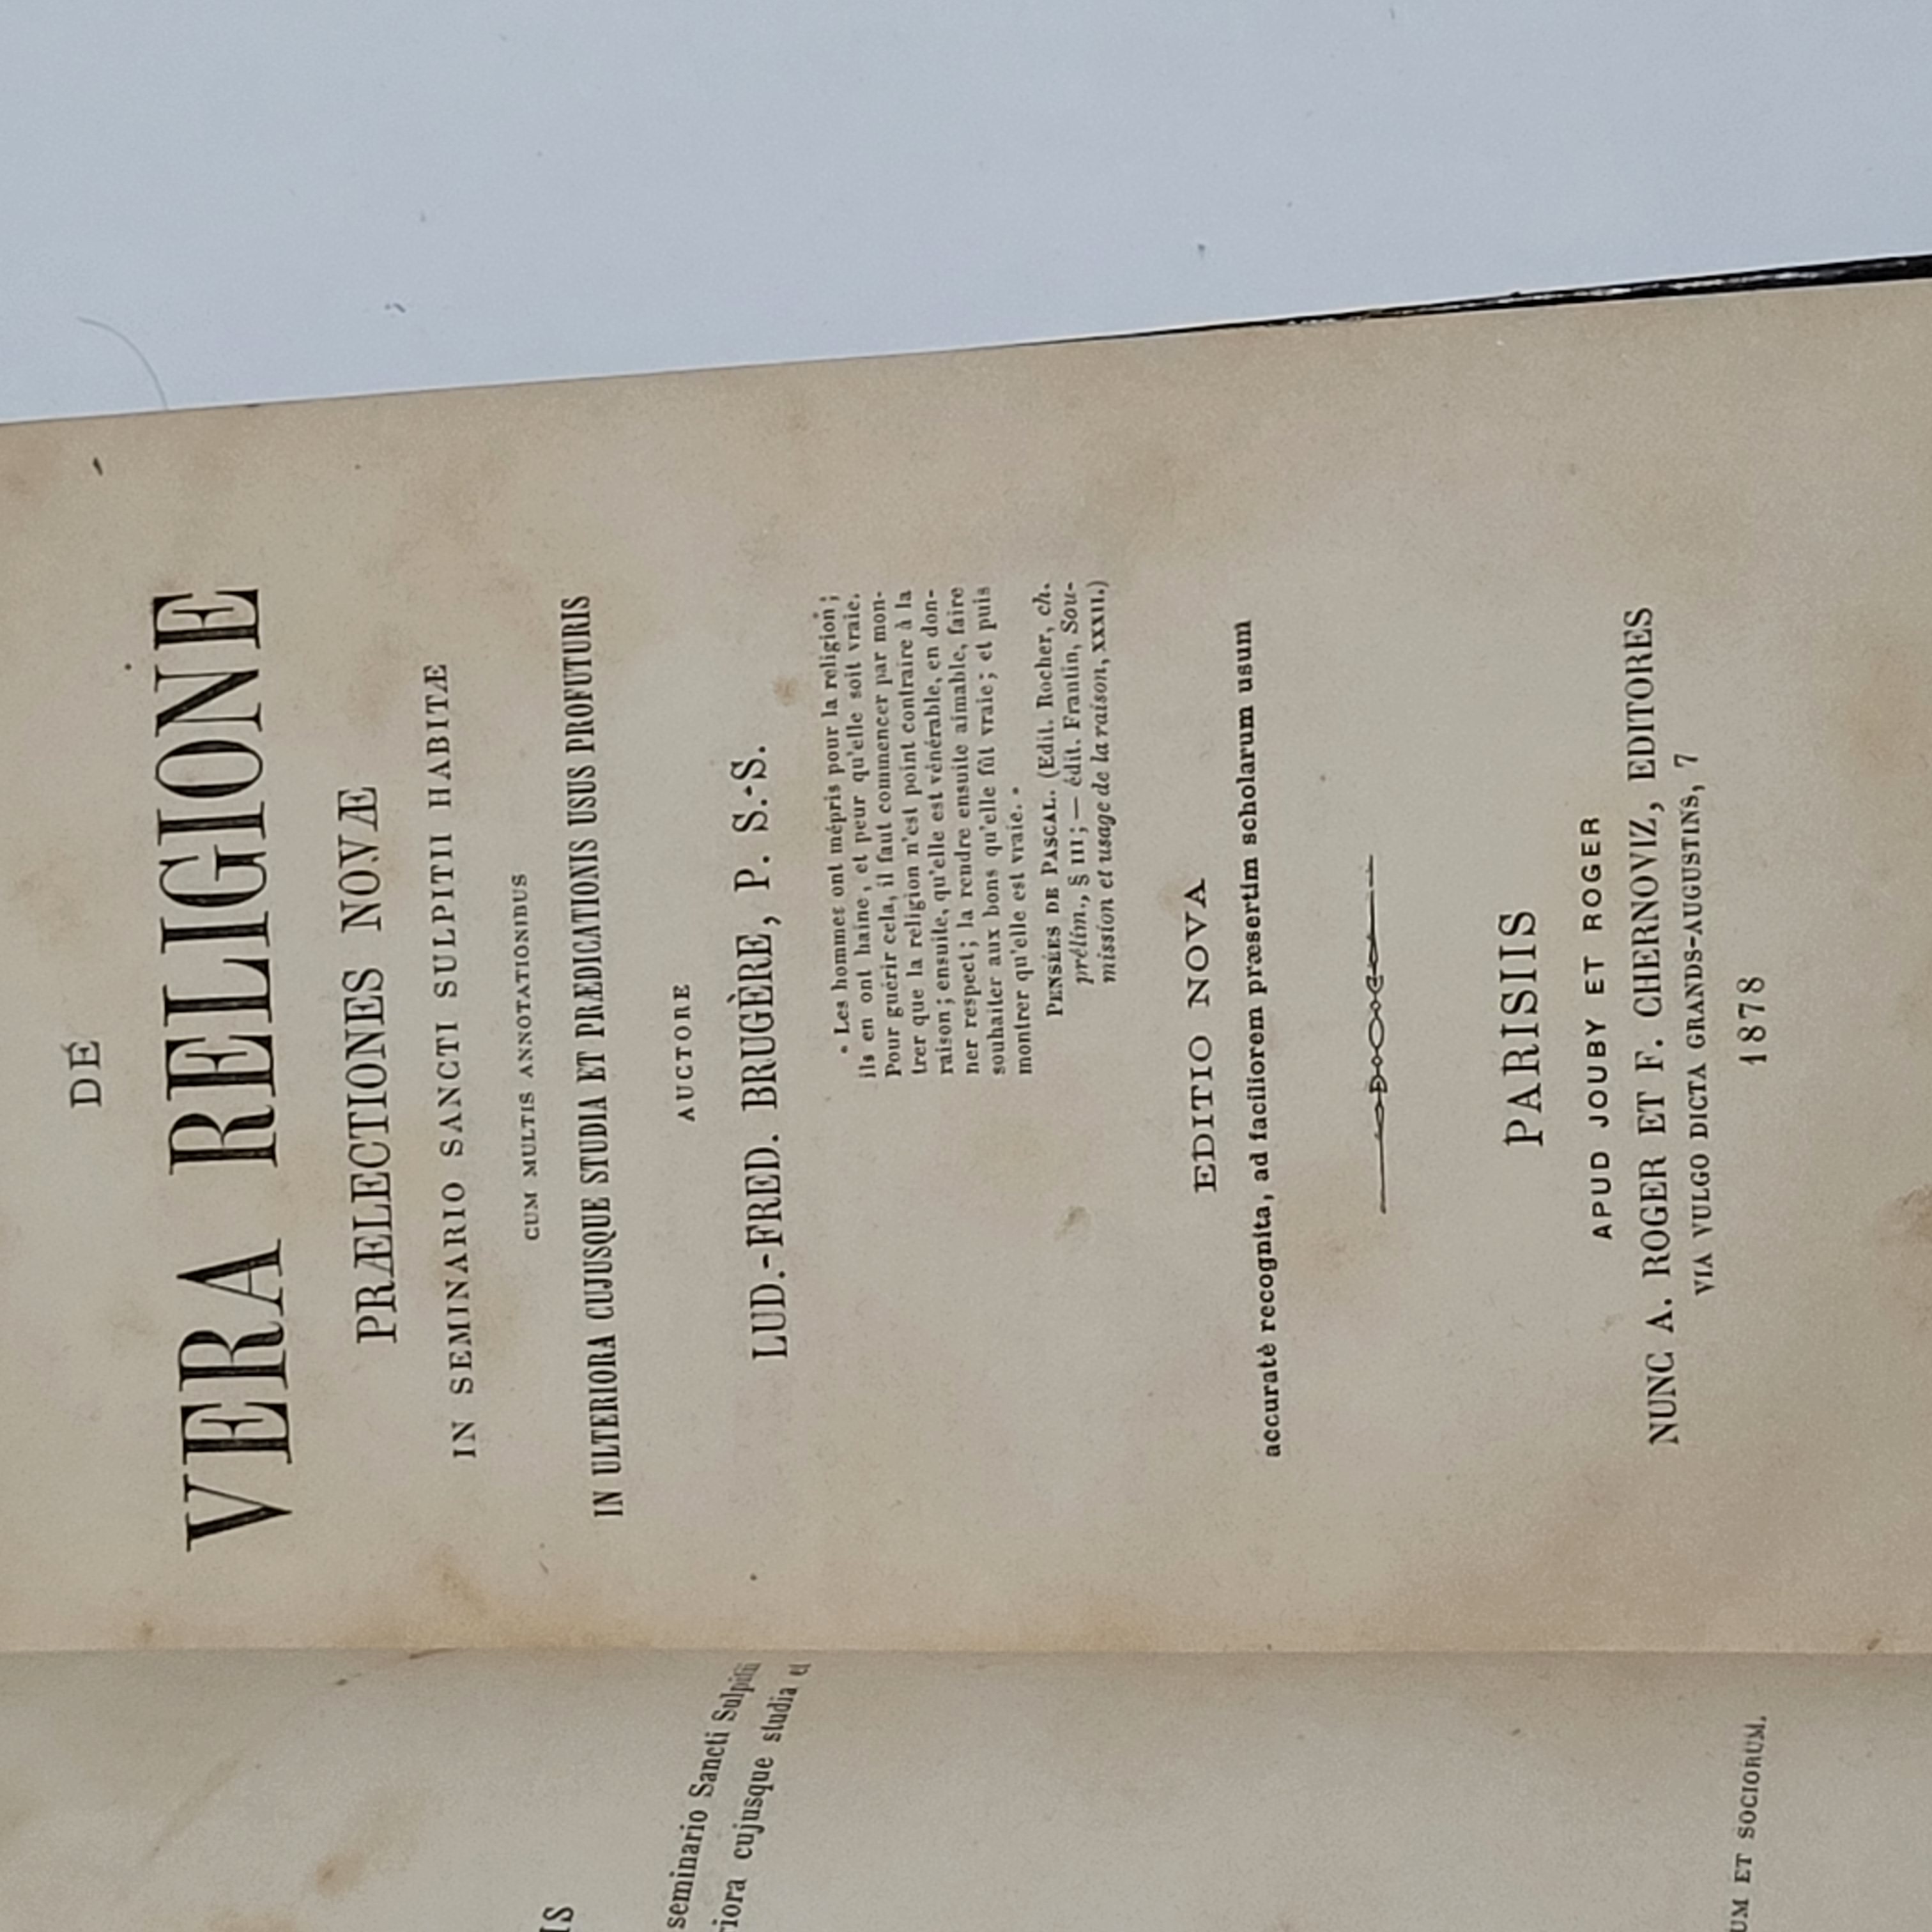 DE
VERA RELIGIONE
PRÆLECTIONES NOVÆ
IN SEMINARIO SANCTI SULPITII HABITÆ
CUM MULTIS ANNOTATIONIBUS
IN ULTERIORA CUJUSQUE STUDIA ET PRÆDICATIONIS USUS PROFUTURIS
AUCTORE
LUD.-FRED. BRUGÈRE, P. S.-S.
« Les hommes ont mépris pour la religion ;
ils en ont haine, et peur qu'elle soit vraie.
Pour guérir cela, il faut commencer par mon-
trer que la religion n'est point contraire à la
raison ; ensuite, qu'elle est vénérable, en don-
ner respect ; la rendre ensuite aimable, faire
souhaiter aux bons qu'elle fût vraie ; et puis
montrer qu'elle est vraie. »
PENSÉES DE PASCAL. (Edit. Rocher, ch.
prélim., § III ; — édit. Frantin, Sou-
mission et usage de la raison, XXXII.)
EDITIO NOVA
accuratè recognita, ad faciliorem præsertim scholarum usum
PARISIIS
APUD JOUBY ET ROGER
NUNC A. ROGER ET F. CHERNOVIZ, EDITORES
VIA VULGO DICTA GRANDS-AUGUSTINS, 7
1878
seminario Sancti Sulpitii
iora cujusque studia et
UM ET SOCIORUM.